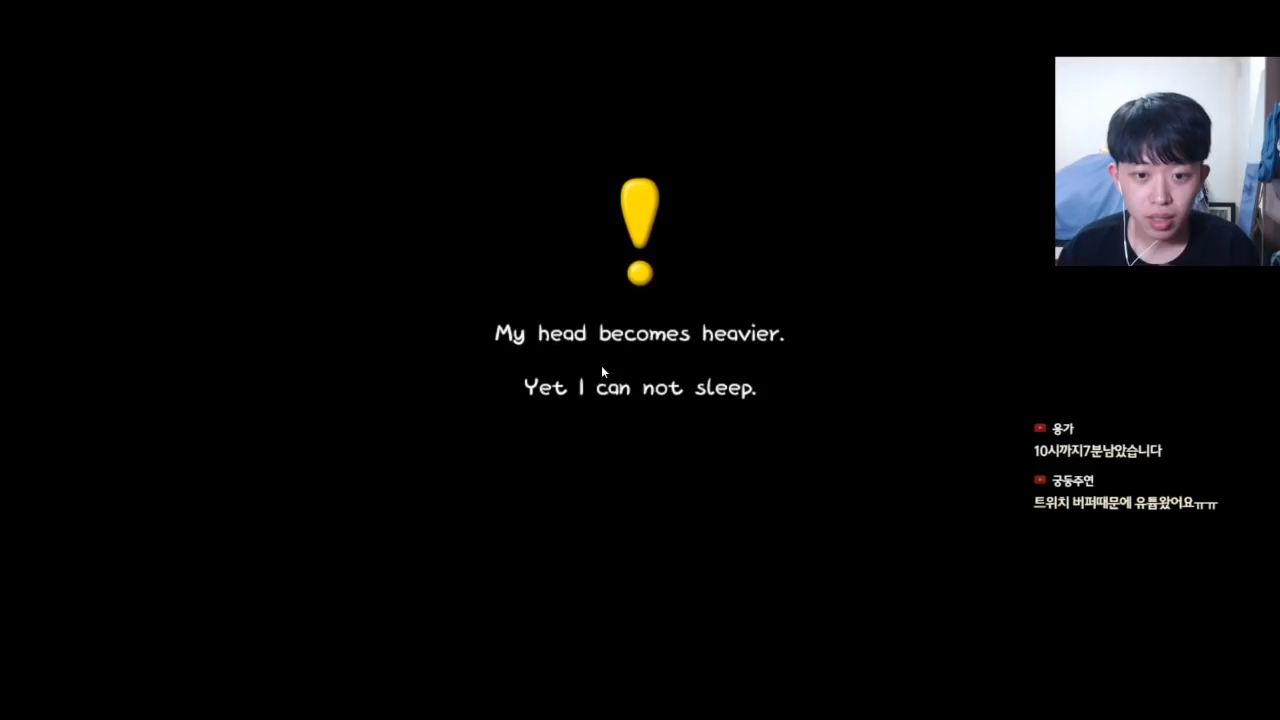 My head becomes heavier.
Yet I can not sleep.
용가
10시까지7분남았습니다
궁등주연
트위치 버퍼때문에 유튭왔어요ㅠㅠ